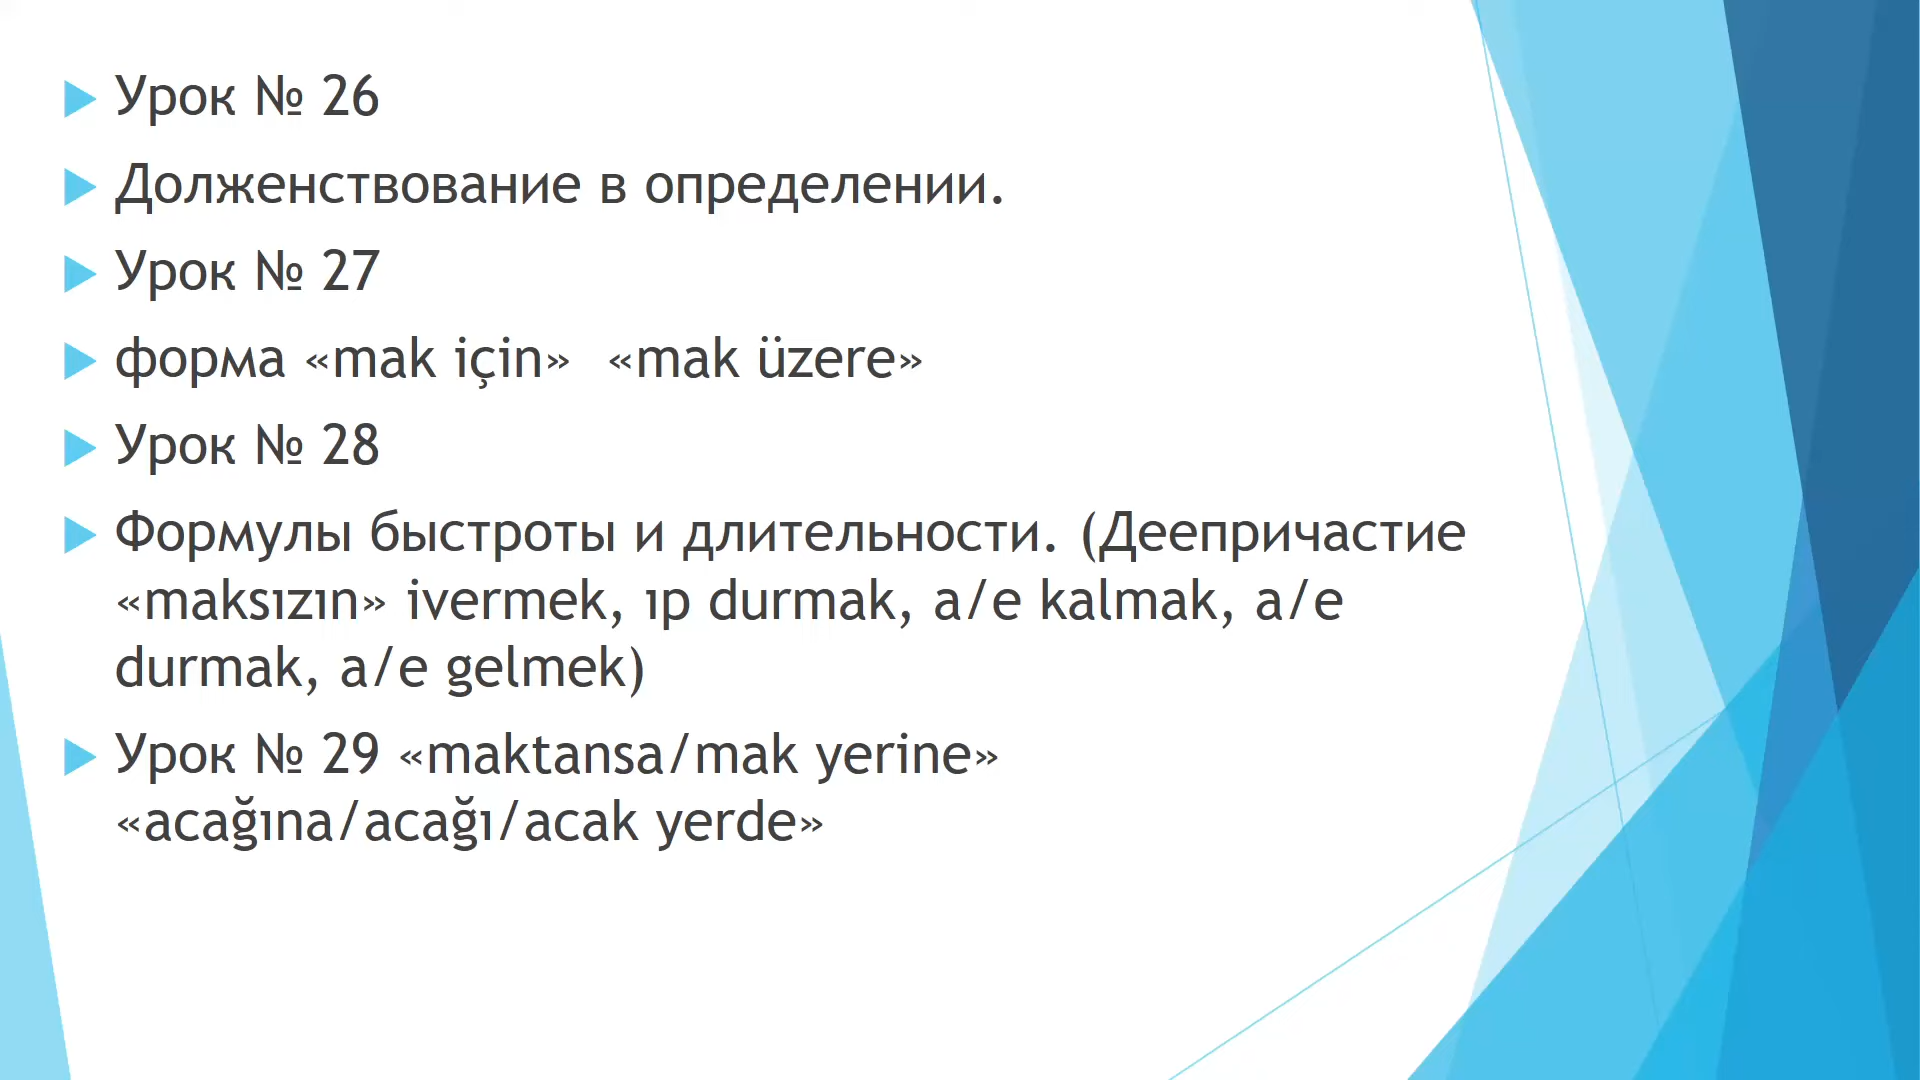 Урок № 26
Долженствование в определении.
Урок № 27
форма «mak için»  «mak üzere»
Урок № 28
Формулы быстроты и длительности. (Деепричастие
«maksızın» ivermek, ıp durmak, a/e kalmak, a/e
durmak, a/e gelmek)
Урок № 29 «maktansa/mak yerine»
«acağına/acağı/acak yerde»